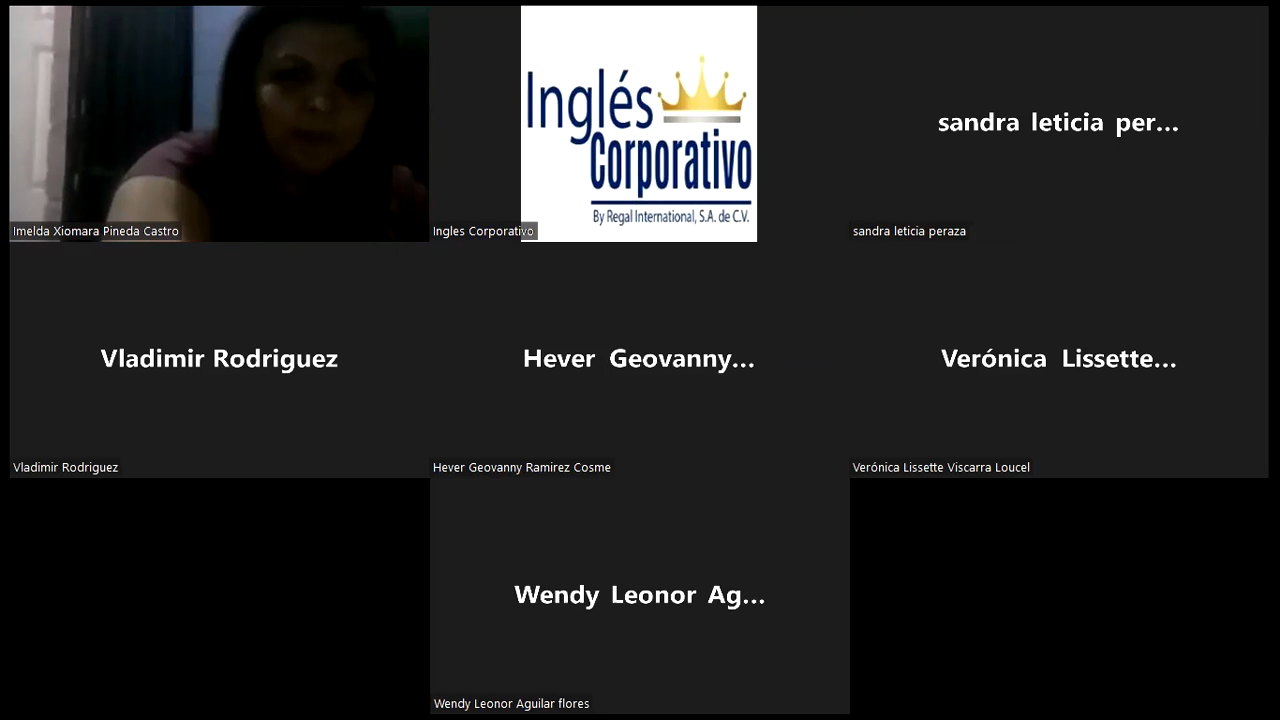 Inglés
Corporativo
By Regal International, S.A. de C.V.
sandra leticia per...
Imelda Xiomara Pineda Castro
Ingles Corporativo
sandra leticia peraza
Vladimir Rodriguez
Hever Geovanny...
Verónica Lissette...
Vladimir Rodriguez
Hever Geovanny Ramirez Cosme
Verónica Lissette Viscarra Loucel
Wendy Leonor Ag...
Wendy Leonor Aguilar flores